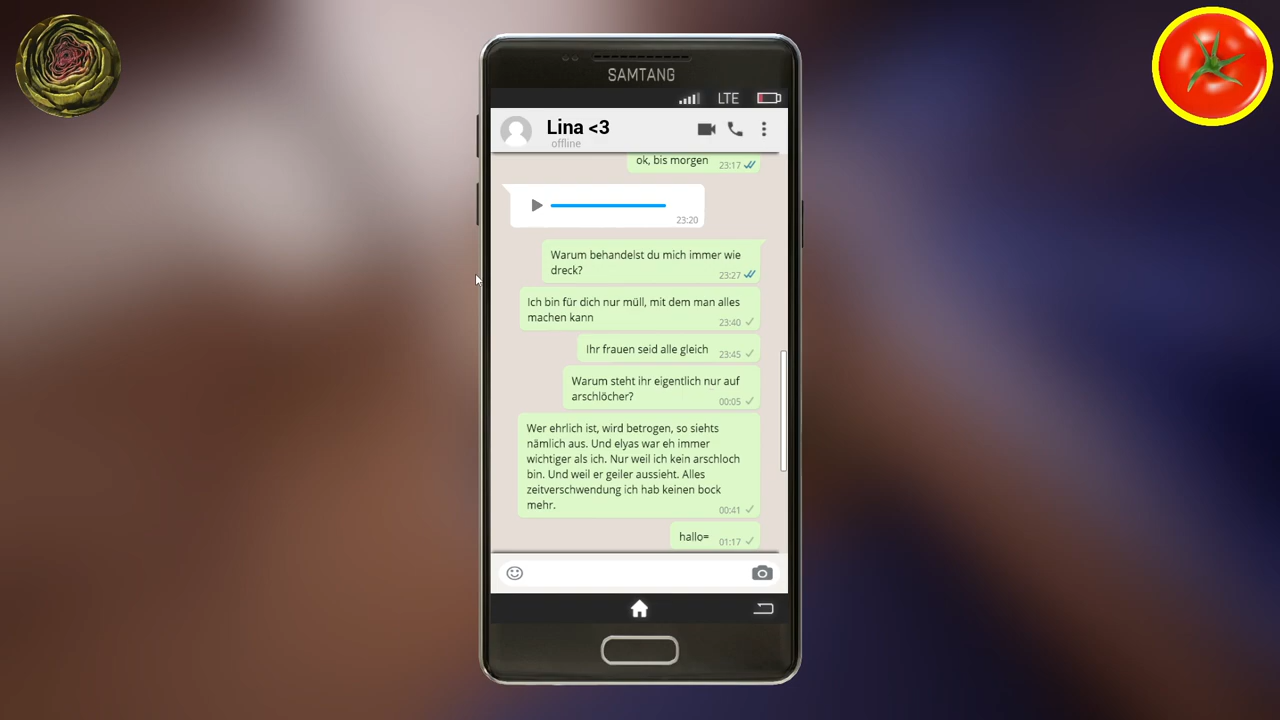 SAMTANG
LTE
Lina <3
offline
ok, bis morgen
23:17
23:20
Warum behandelst du mich immer wie
dreck?
23:27
Ich bin für dich nur müll, mit dem man alles
machen kann
23:40
Ihr frauen seid alle gleich
23:45
Warum steht ihr eigentlich nur auf
arschlöcher?
00:05
Wer ehrlich ist, wird betrogen, so siehts
nämlich aus. Und elyas war eh immer
wichtiger als ich. Nur weil ich kein arschloch
bin. Und weil er geiler aussieht. Alles
zeitverschwendung ich hab keinen bock
mehr.
00:41
hallo=
01:17